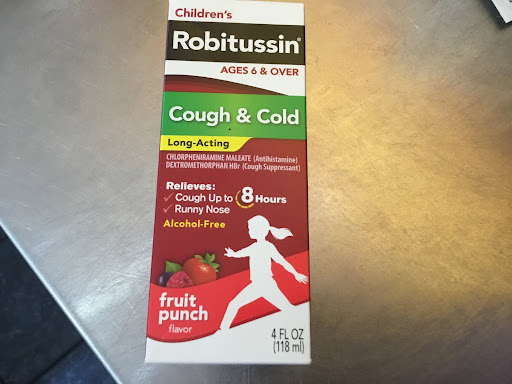 Children's
Robitussin®
AGES 6 & OVER
Cough & Cold
Long-Acting
CHLORPHENIRAMINE MALEATE (Antihistamine)
DEXTROMETHORPHAN HBr (Cough Suppressant)
Relieves:
✓ Cough Up to 8 Hours
✓ Runny Nose
Alcohol-Free
fruit
punch
flavor
4 FL OZ
(118 ml)